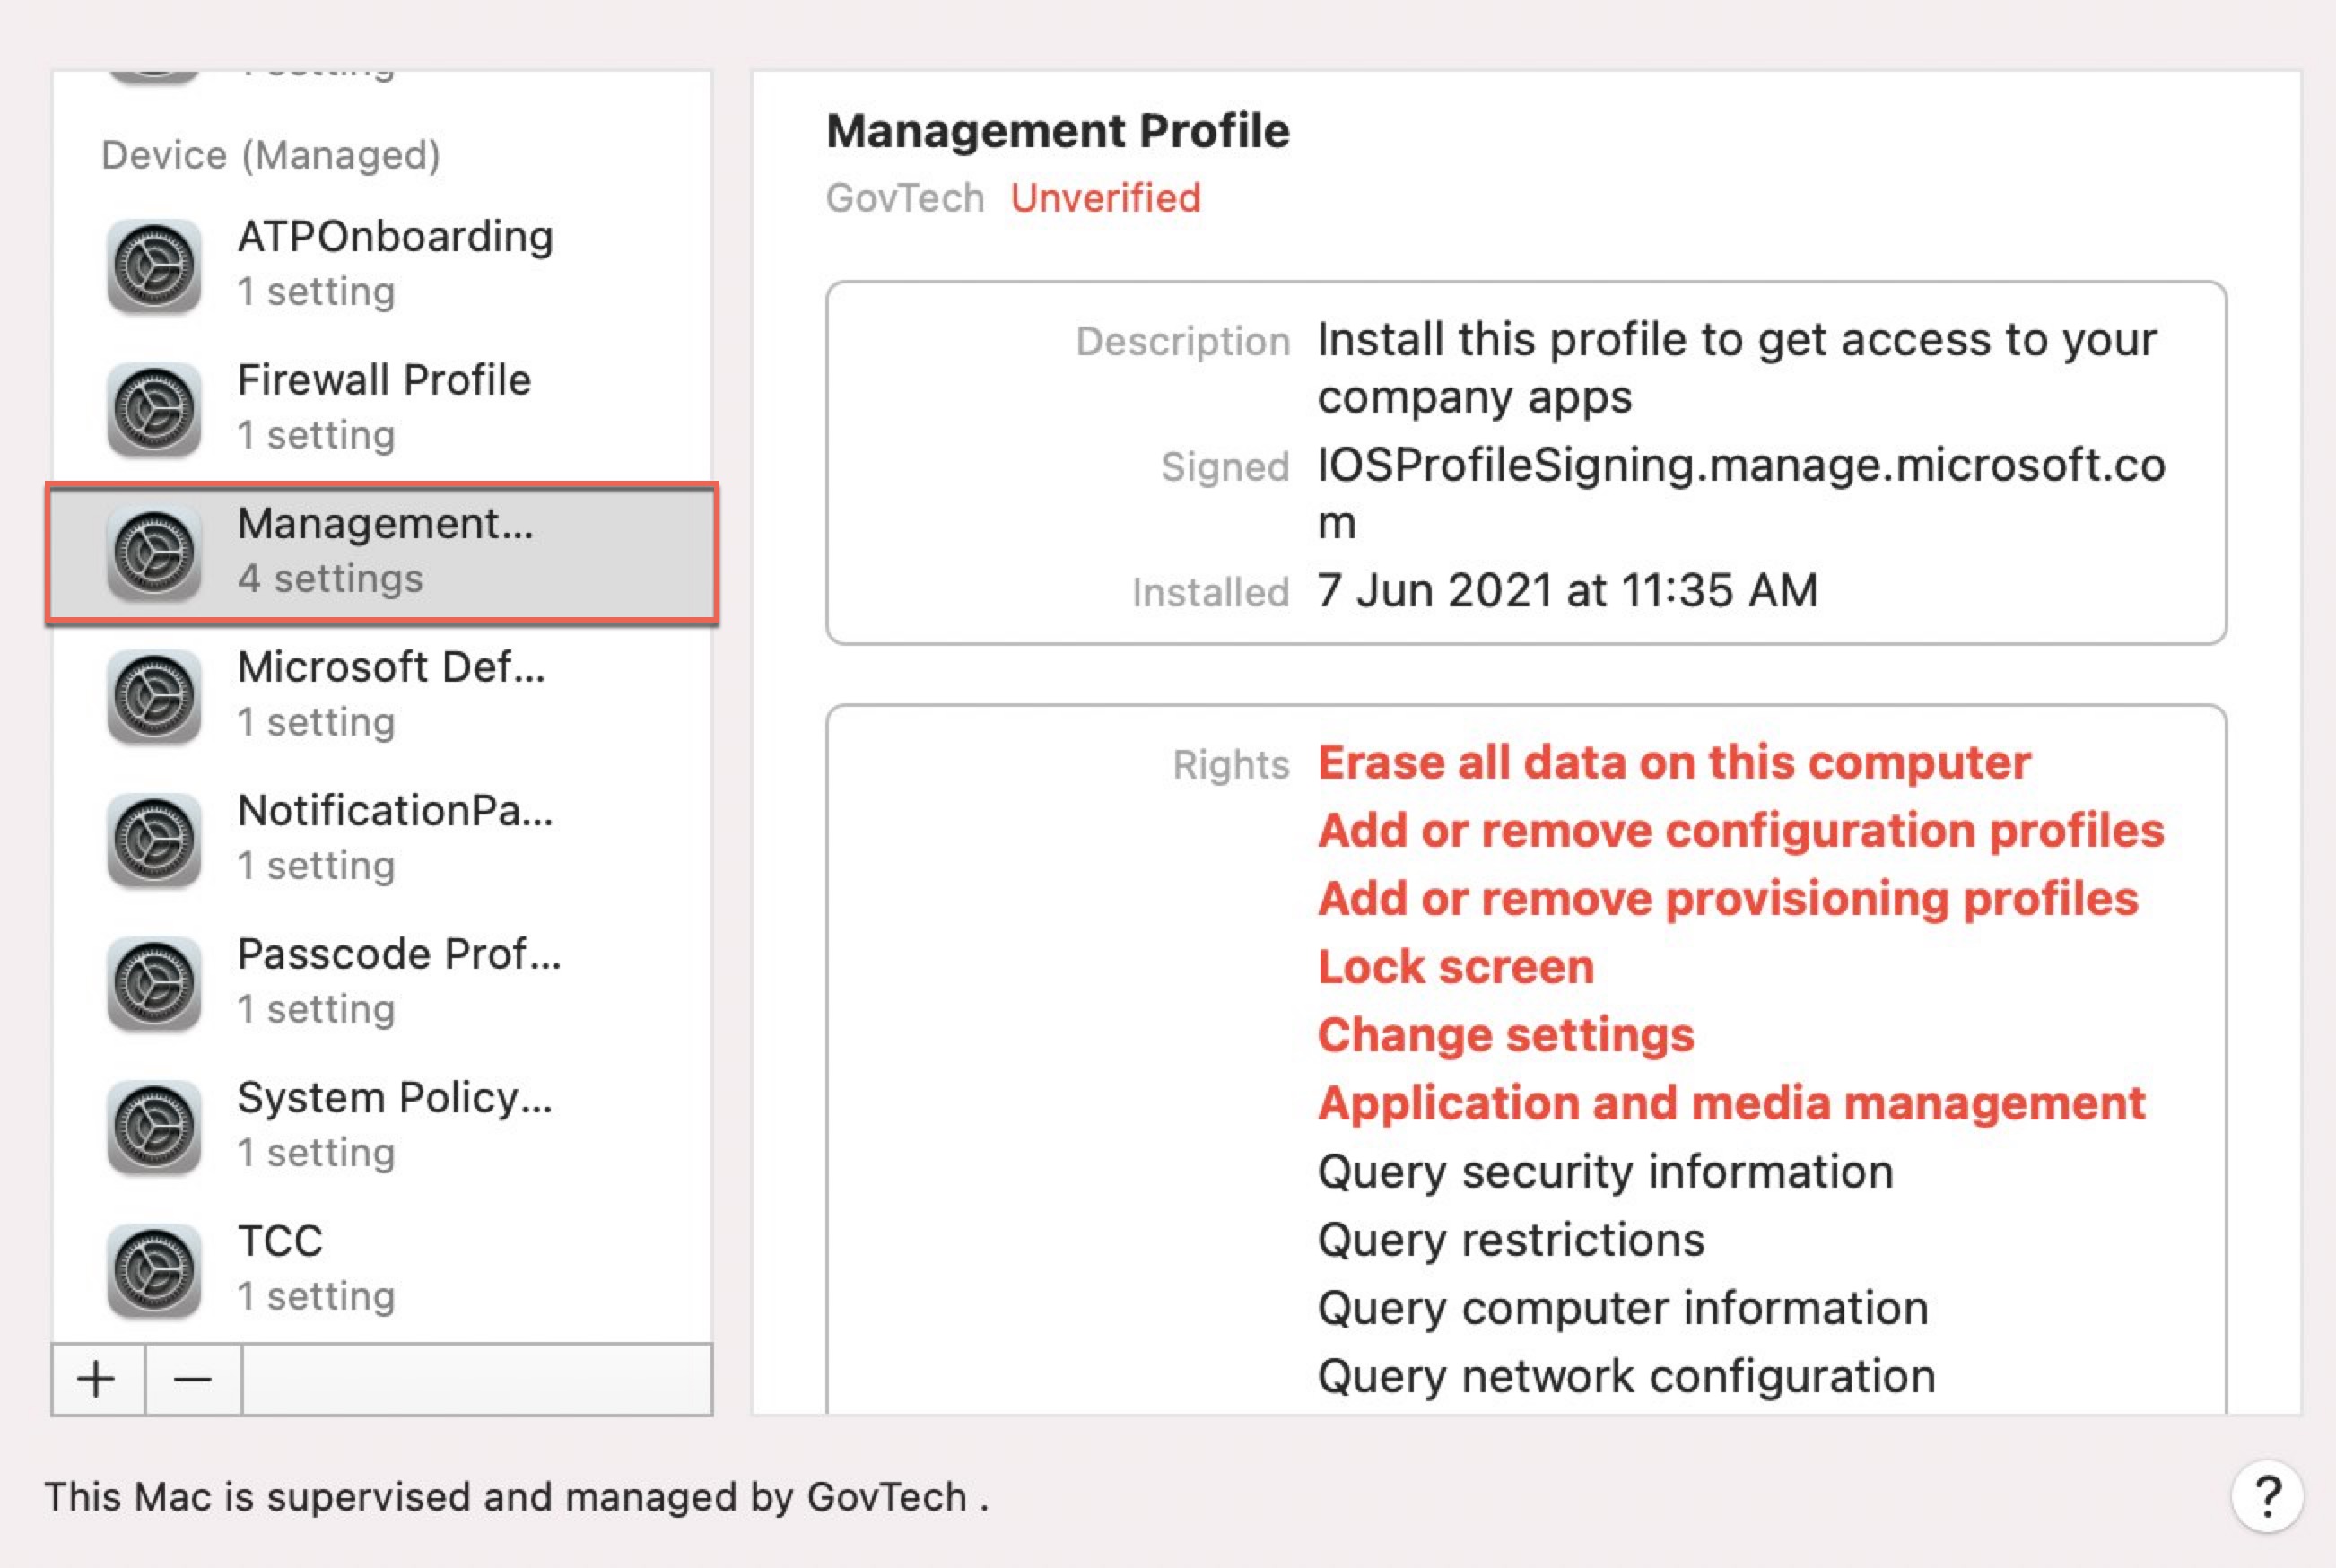 Device (Managed)
ATPOnboarding
1 setting
Firewall Profile
1 setting
Management...
4 settings
Microsoft Def...
1 setting
NotificationPa...
1 setting
Passcode Prof...
1 setting
System Policy...
1 setting
TCC
1 setting
+ −
Management Profile
GovTech Unverified
Description Install this profile to get access to your
company apps
Signed IOSProfileSigning.manage.microsoft.co
m
Installed 7 Jun 2021 at 11:35 AM
Rights Erase all data on this computer
Add or remove configuration profiles
Add or remove provisioning profiles
Lock screen
Change settings
Application and media management
Query security information
Query restrictions
Query computer information
Query network configuration
This Mac is supervised and managed by GovTech .
?